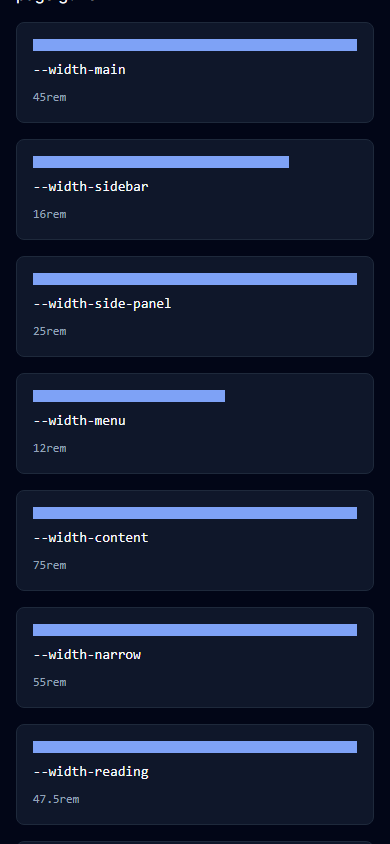 --width-main
45rem
--width-sidebar
16rem
--width-side-panel
25rem
--width-menu
12rem
--width-content
75rem
--width-narrow
55rem
--width-reading
47.5rem